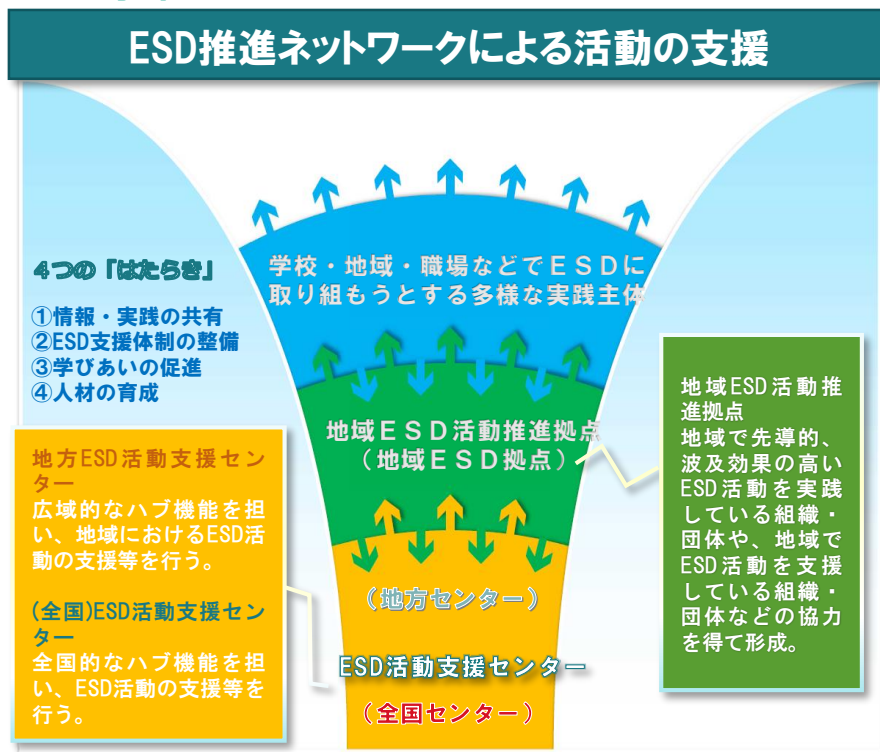 ESD推進ネットワークによる活動の支援
学校・地域・職場などでESDに
取り組もうとする多様な実践主体
4つの「はたらき」
①情報・実践の共有
②ESD支援体制の整備
③学びあいの促進
④人材の育成
地域ESD活動推進拠点
(地域ESD拠点)
地域ESD活動推
進拠点
地域で先導的、
波及効果の高い
ESD活動を実践
している組織・
団体や、地域で
ESD活動を支援
している組織・
団体などの協力
を得て形成。
地方ESD活動支援セン
ター
広域的なハブ機能を担
い、地域におけるESD活
動の支援等を行う。
(全国)ESD活動支援セン
ター
全国的なハブ機能を担
い、ESD活動の支援等を
行う。
(地方センター)
ESD活動支援センター
(全国センター)